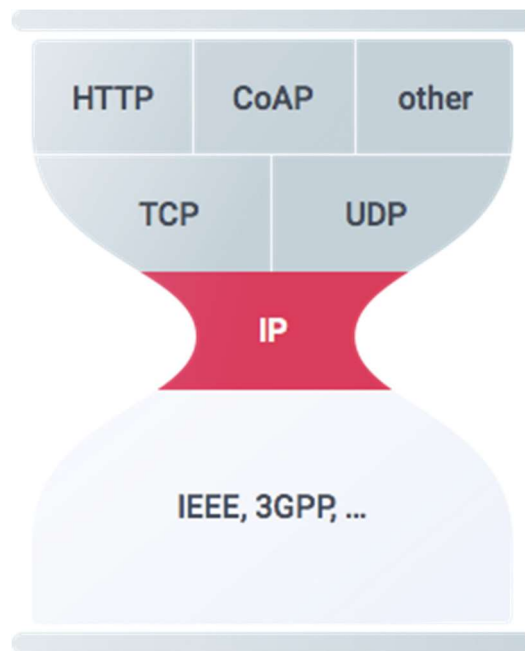 HTTP CoAP other
TCP UDP
IP
IEEE, 3GPP, ...